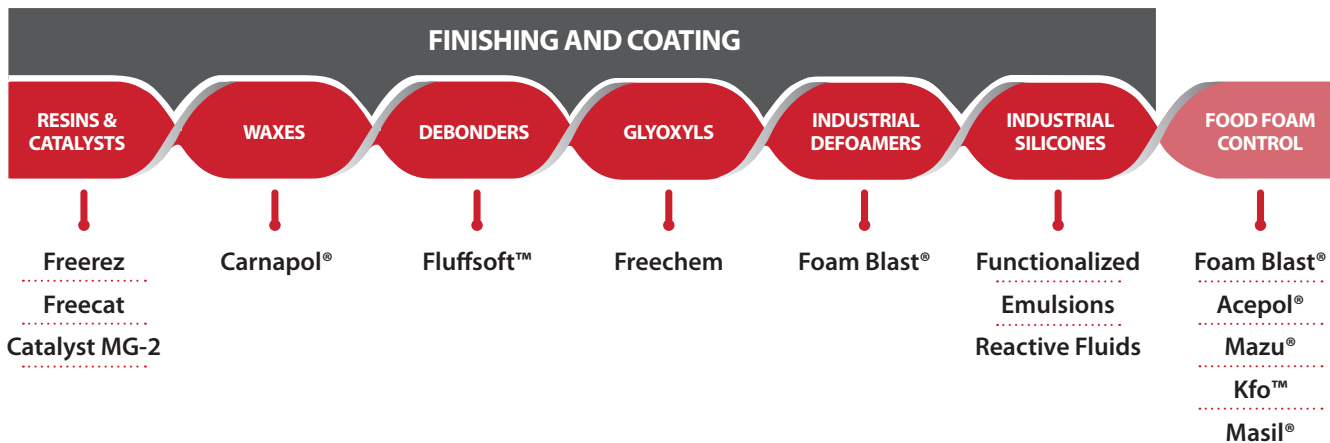 FINISHING AND COATING
RESINS &
CATALYSTS
WAXES
DEBONDERS
GLYOXYLS
INDUSTRIAL
DEFOAMERS
INDUSTRIAL
SILICONES
FOOD FOAM
CONTROL
Freerez
Freecat
Catalyst MG-2
Carnapol®
Fluffsoft™
Freechem
Foam Blast®
Functionalized
Emulsions
Reactive Fluids
Foam Blast®
Acepol®
Mazu®
Kfo™
Masil®